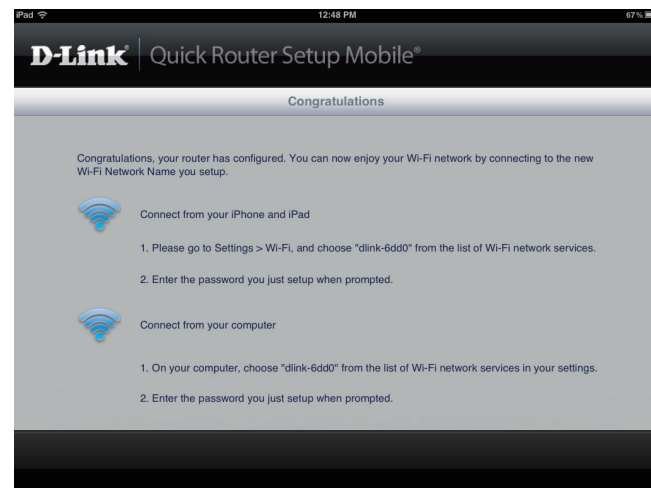 iPad 12:48 PM 67%
D-Link® Quick Router Setup Mobile®
Congratulations
Congratulations, your router has configured. You can now enjoy your Wi-Fi network by connecting to the new
Wi-Fi Network Name you setup.
Connect from your iPhone and iPad
1. Please go to Settings > Wi-Fi, and choose "dlink-6dd0" from the list of Wi-Fi network services.
2. Enter the password you just setup when prompted.
Connect from your computer
1. On your computer, choose "dlink-6dd0" from the list of Wi-Fi network services in your settings.
2. Enter the password you just setup when prompted.